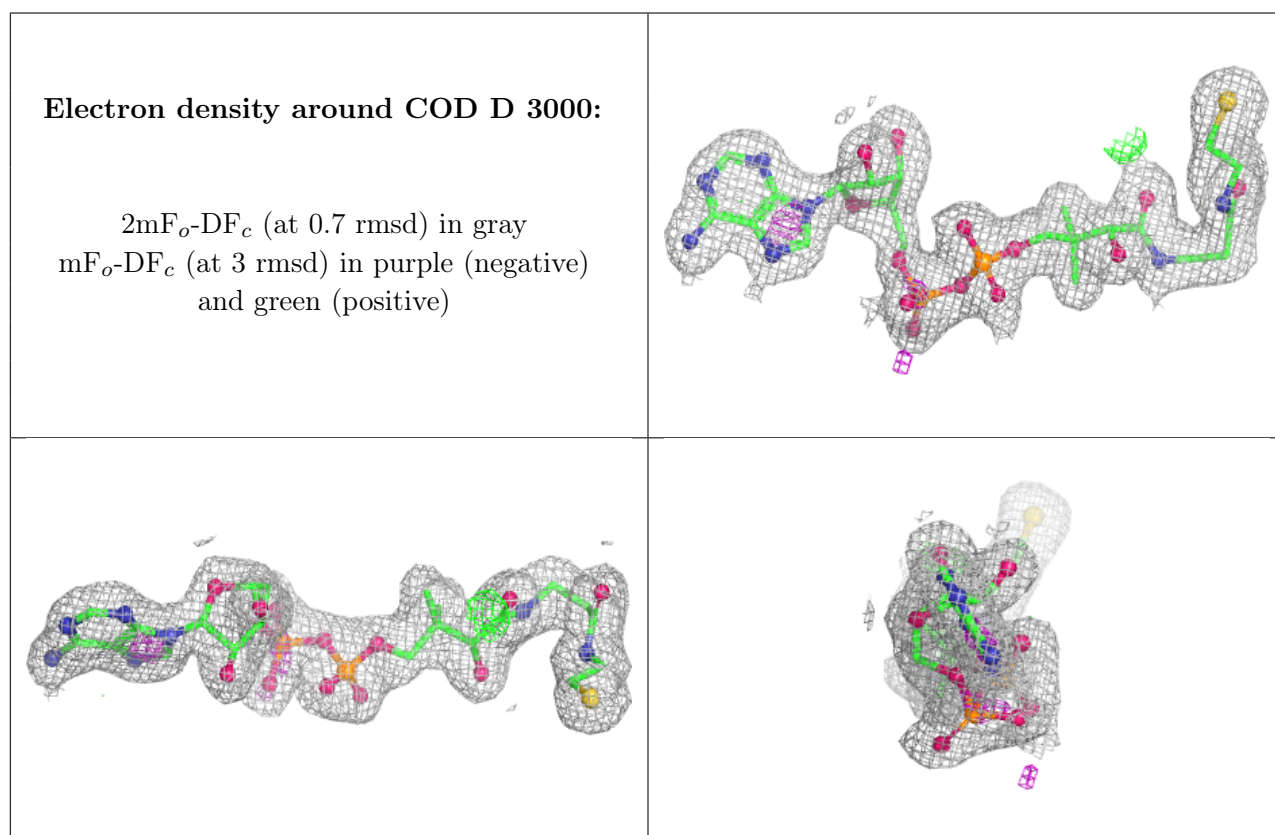 Electron density around COD D 3000:
2mFo-DFc (at 0.7 rmsd) in gray
mFo-DFc (at 3 rmsd) in purple (negative)
and green (positive)